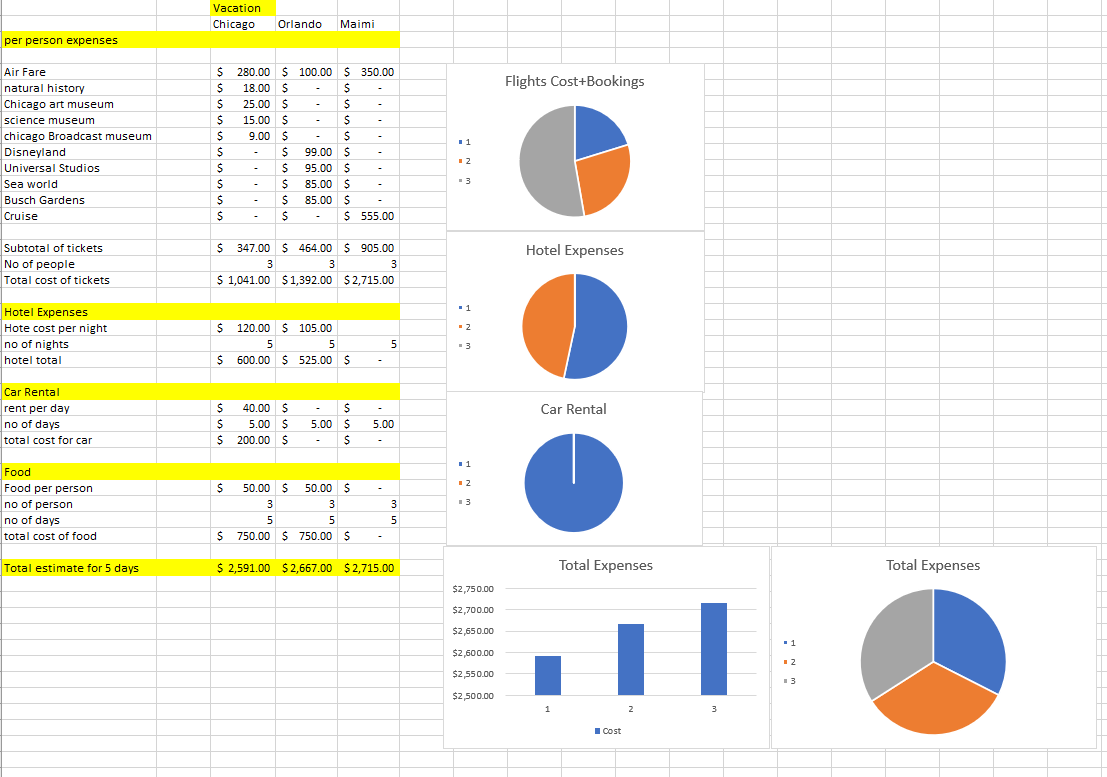 Vacation
Chicago Orlando Maimi
per person expenses
Air Fare $ 280.00 $ 100.00 $ 350.00
natural history $ 18.00 $ - $ -
Chicago art museum $ 25.00 $ - $ -
science museum $ 15.00 $ - $ -
chicago Broadcast museum $ 9.00 $ - $ -
Disneyland $ - $ 99.00 $ -
Universal Studios $ - $ 95.00 $ -
Sea world $ - $ 85.00 $ -
Busch Gardens $ - $ 85.00 $ -
Cruise $ - $ - $ 555.00
Subtotal of tickets $ 347.00 $ 464.00 $ 905.00
No of people 3 3 3
Total cost of tickets $ 1,041.00 $ 1,392.00 $ 2,715.00
Hotel Expenses
Hote cost per night $ 120.00 $ 105.00
no of nights 5 5 5
hotel total $ 600.00 $ 525.00 $ -
Car Rental
rent per day $ 40.00 $ - $ -
no of days $ 5.00 $ 5.00 $ 5.00
total cost for car $ 200.00 $ - $ -
Food
Food per person $ 50.00 $ 50.00 $ -
no of person 3 3 3
no of days 5 5 5
total cost of food $ 750.00 $ 750.00 $ -
Total estimate for 5 days $ 2,591.00 $ 2,667.00 $ 2,715.00
Flights Cost+Bookings
1
2
3
Hotel Expenses
1
2
3
Car Rental
1
2
3
Total Expenses
$2,750.00
$2,700.00
$2,650.00
$2,600.00
$2,550.00
$2,500.00
1 2 3
Cost
Total Expenses
1
2
3